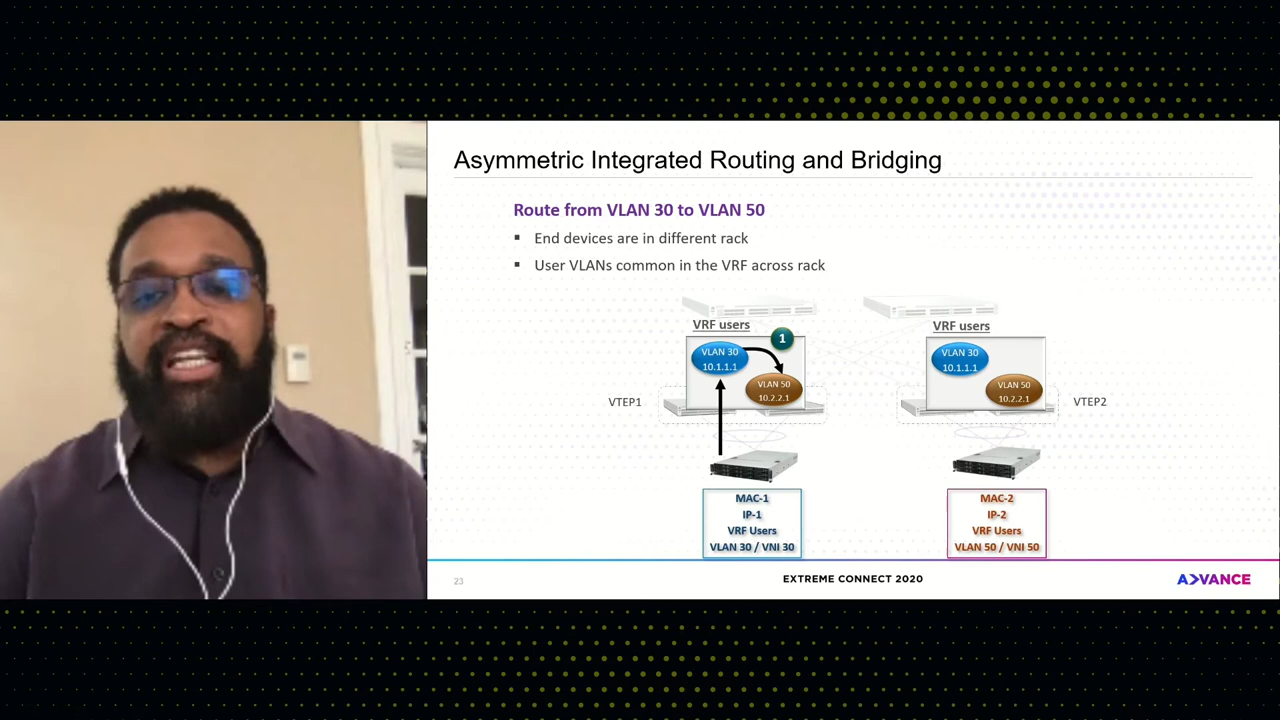 Asymmetric Integrated Routing and Bridging
Route from VLAN 30 to VLAN 50
End devices are in different rack
User VLANs common in the VRF across rack
VRF users
VRF users
1
VLAN 30
10.1.1.1
VLAN 50
10.2.2.1
VLAN 30
10.1.1.1
VLAN 50
10.2.2.1
VTEP1
VTEP2
MAC-1
IP-1
VRF Users
VLAN 30 / VNI 30
MAC-2
IP-2
VRF Users
VLAN 50 / VNI 50
23
EXTREME CONNECT 2020
ADVANCE